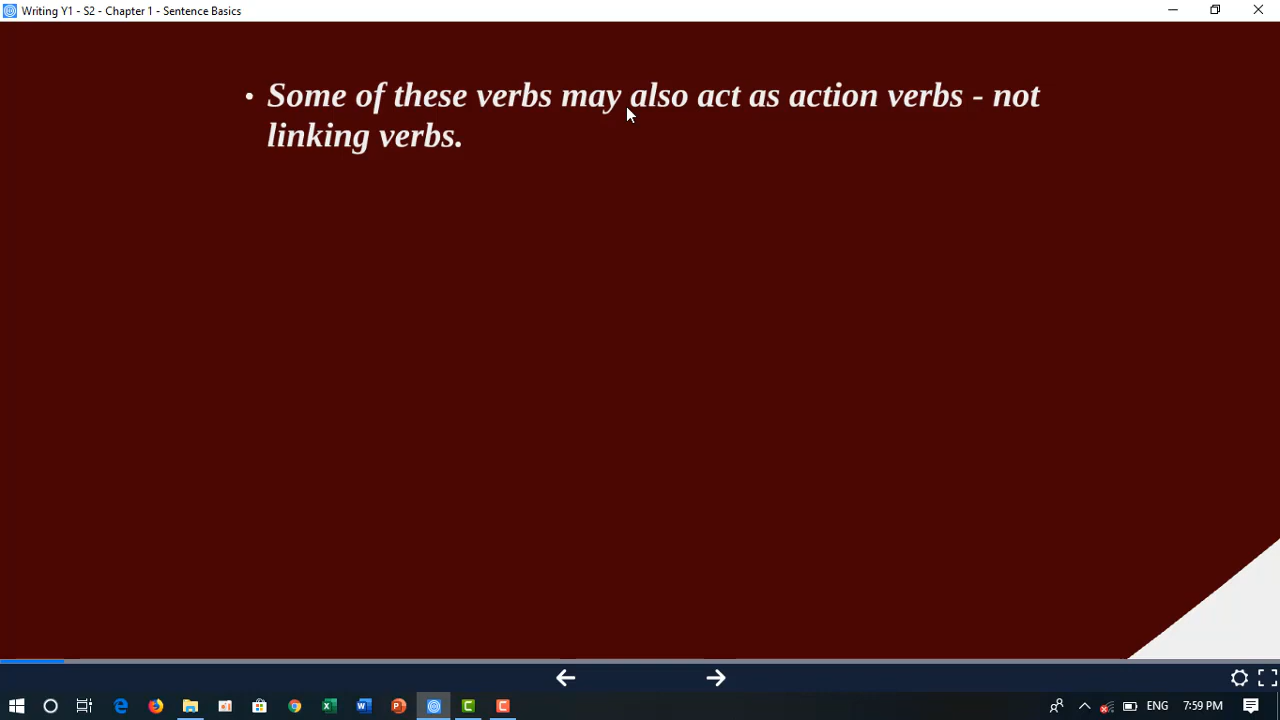 Writing Y1 - S2 - Chapter 1 - Sentence Basics
• Some of these verbs may also act as action verbs - not
linking verbs.
ENG
7:59 PM